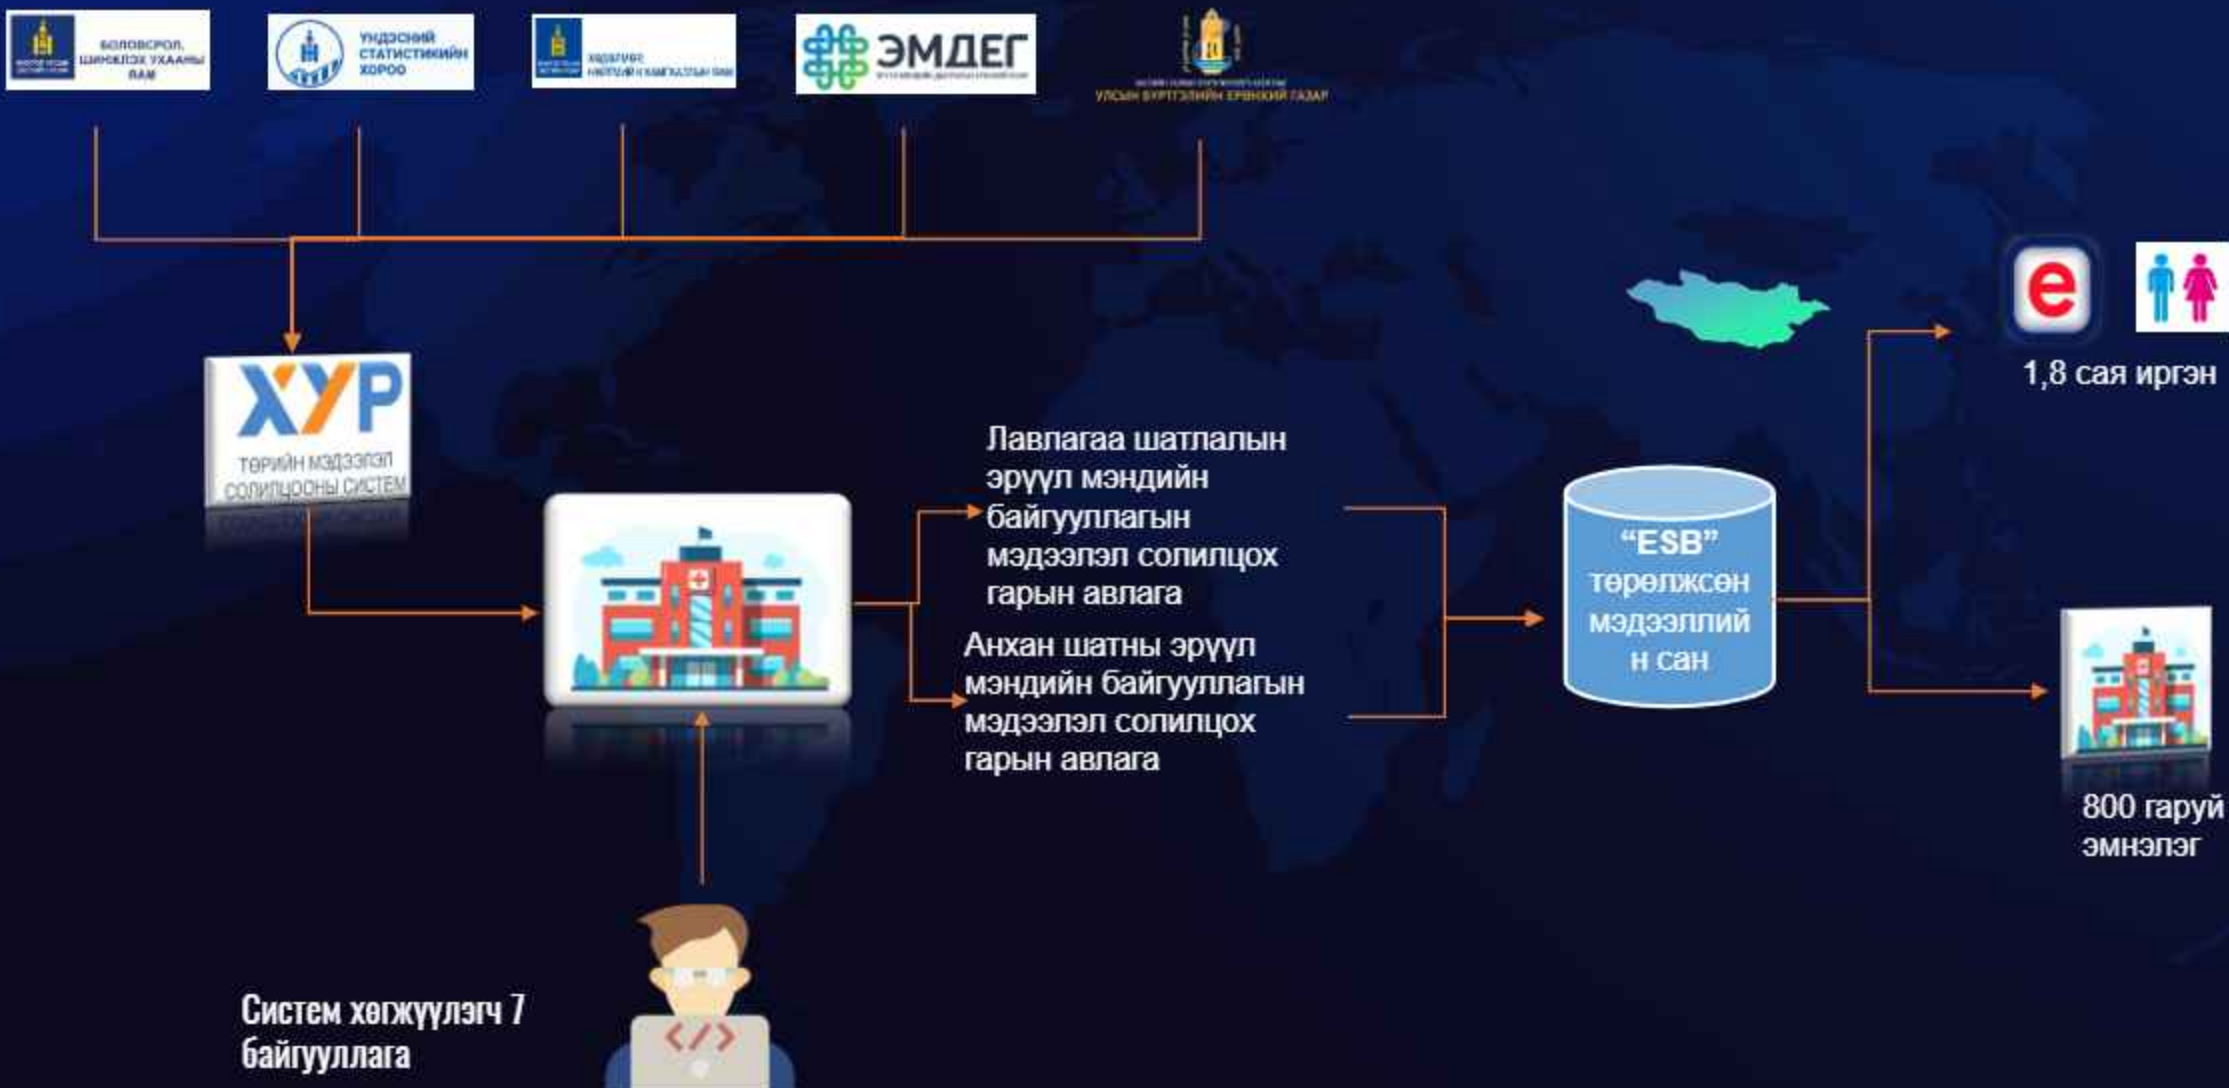 БОЛОВСРОЛ,
ШИНЖЛЭХ УХААНЫ
ЯАМ
ҮНДЭСНИЙ
СТАТИСТИКИЙН
ХОРОО
ЭМДЕГ
УЛСЫН БҮРТГЭЛИЙН ЕРӨНХИЙ ГАЗАР
ХУР
ТӨРИЙН МЭДЭЭЛЭЛ
СОЛИЛЦООНЫ СИСТЕМ
e
1,8 сая иргэн
Лавлагаа шатлалын
эрүүл мэндийн
байгууллагын
мэдээлэл солилцох
гарын авлага
Анхан шатны эрүүл
мэндийн байгууллагын
мэдээлэл солилцох
гарын авлага
“ESB”
төрөлжсөн
мэдээллий
н сан
800 гаруй
эмнэлэг
Систем хөгжүүлэгч 7
байгууллага